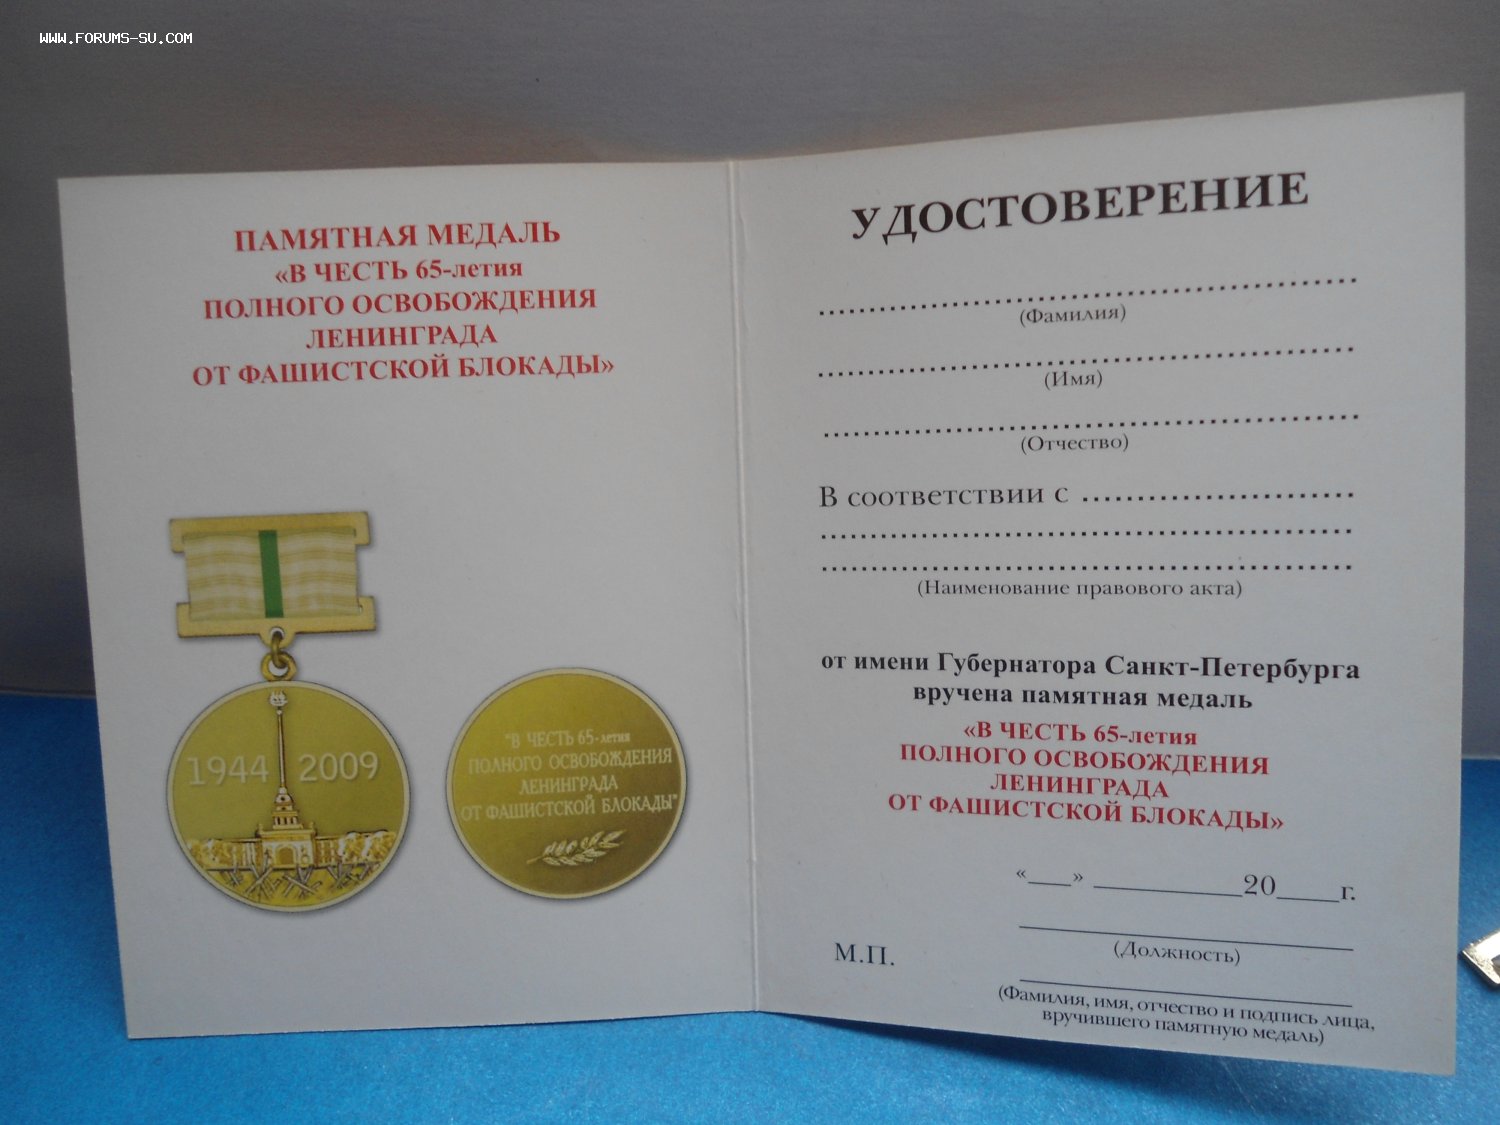 WWW.FORUMS-SU.COM
ПАМЯТНАЯ МЕДАЛЬ
«В ЧЕСТЬ 65-летия
ПОЛНОГО ОСВОБОЖДЕНИЯ
ЛЕНИНГРАДА
ОТ ФАШИСТСКОЙ БЛОКАДЫ»
1944 2009
"В ЧЕСТЬ 65-летия
ПОЛНОГО ОСВОБОЖДЕНИЯ
ЛЕНИНГРАДА
ОТ ФАШИСТСКОЙ БЛОКАДЫ"
УДОСТОВЕРЕНИЕ
(Фамилия)
(Имя)
(Отчество)
В соответствии с
(Наименование правового акта)
от имени Губернатора Санкт-Петербурга
вручена памятная медаль
«В ЧЕСТЬ 65-летия
ПОЛНОГО ОСВОБОЖДЕНИЯ
ЛЕНИНГРАДА
ОТ ФАШИСТСКОЙ БЛОКАДЫ»
«___» __________20____г.
(Должность)
М.П.
(Фамилия, имя, отчество и подпись лица,
вручившего памятную медаль)